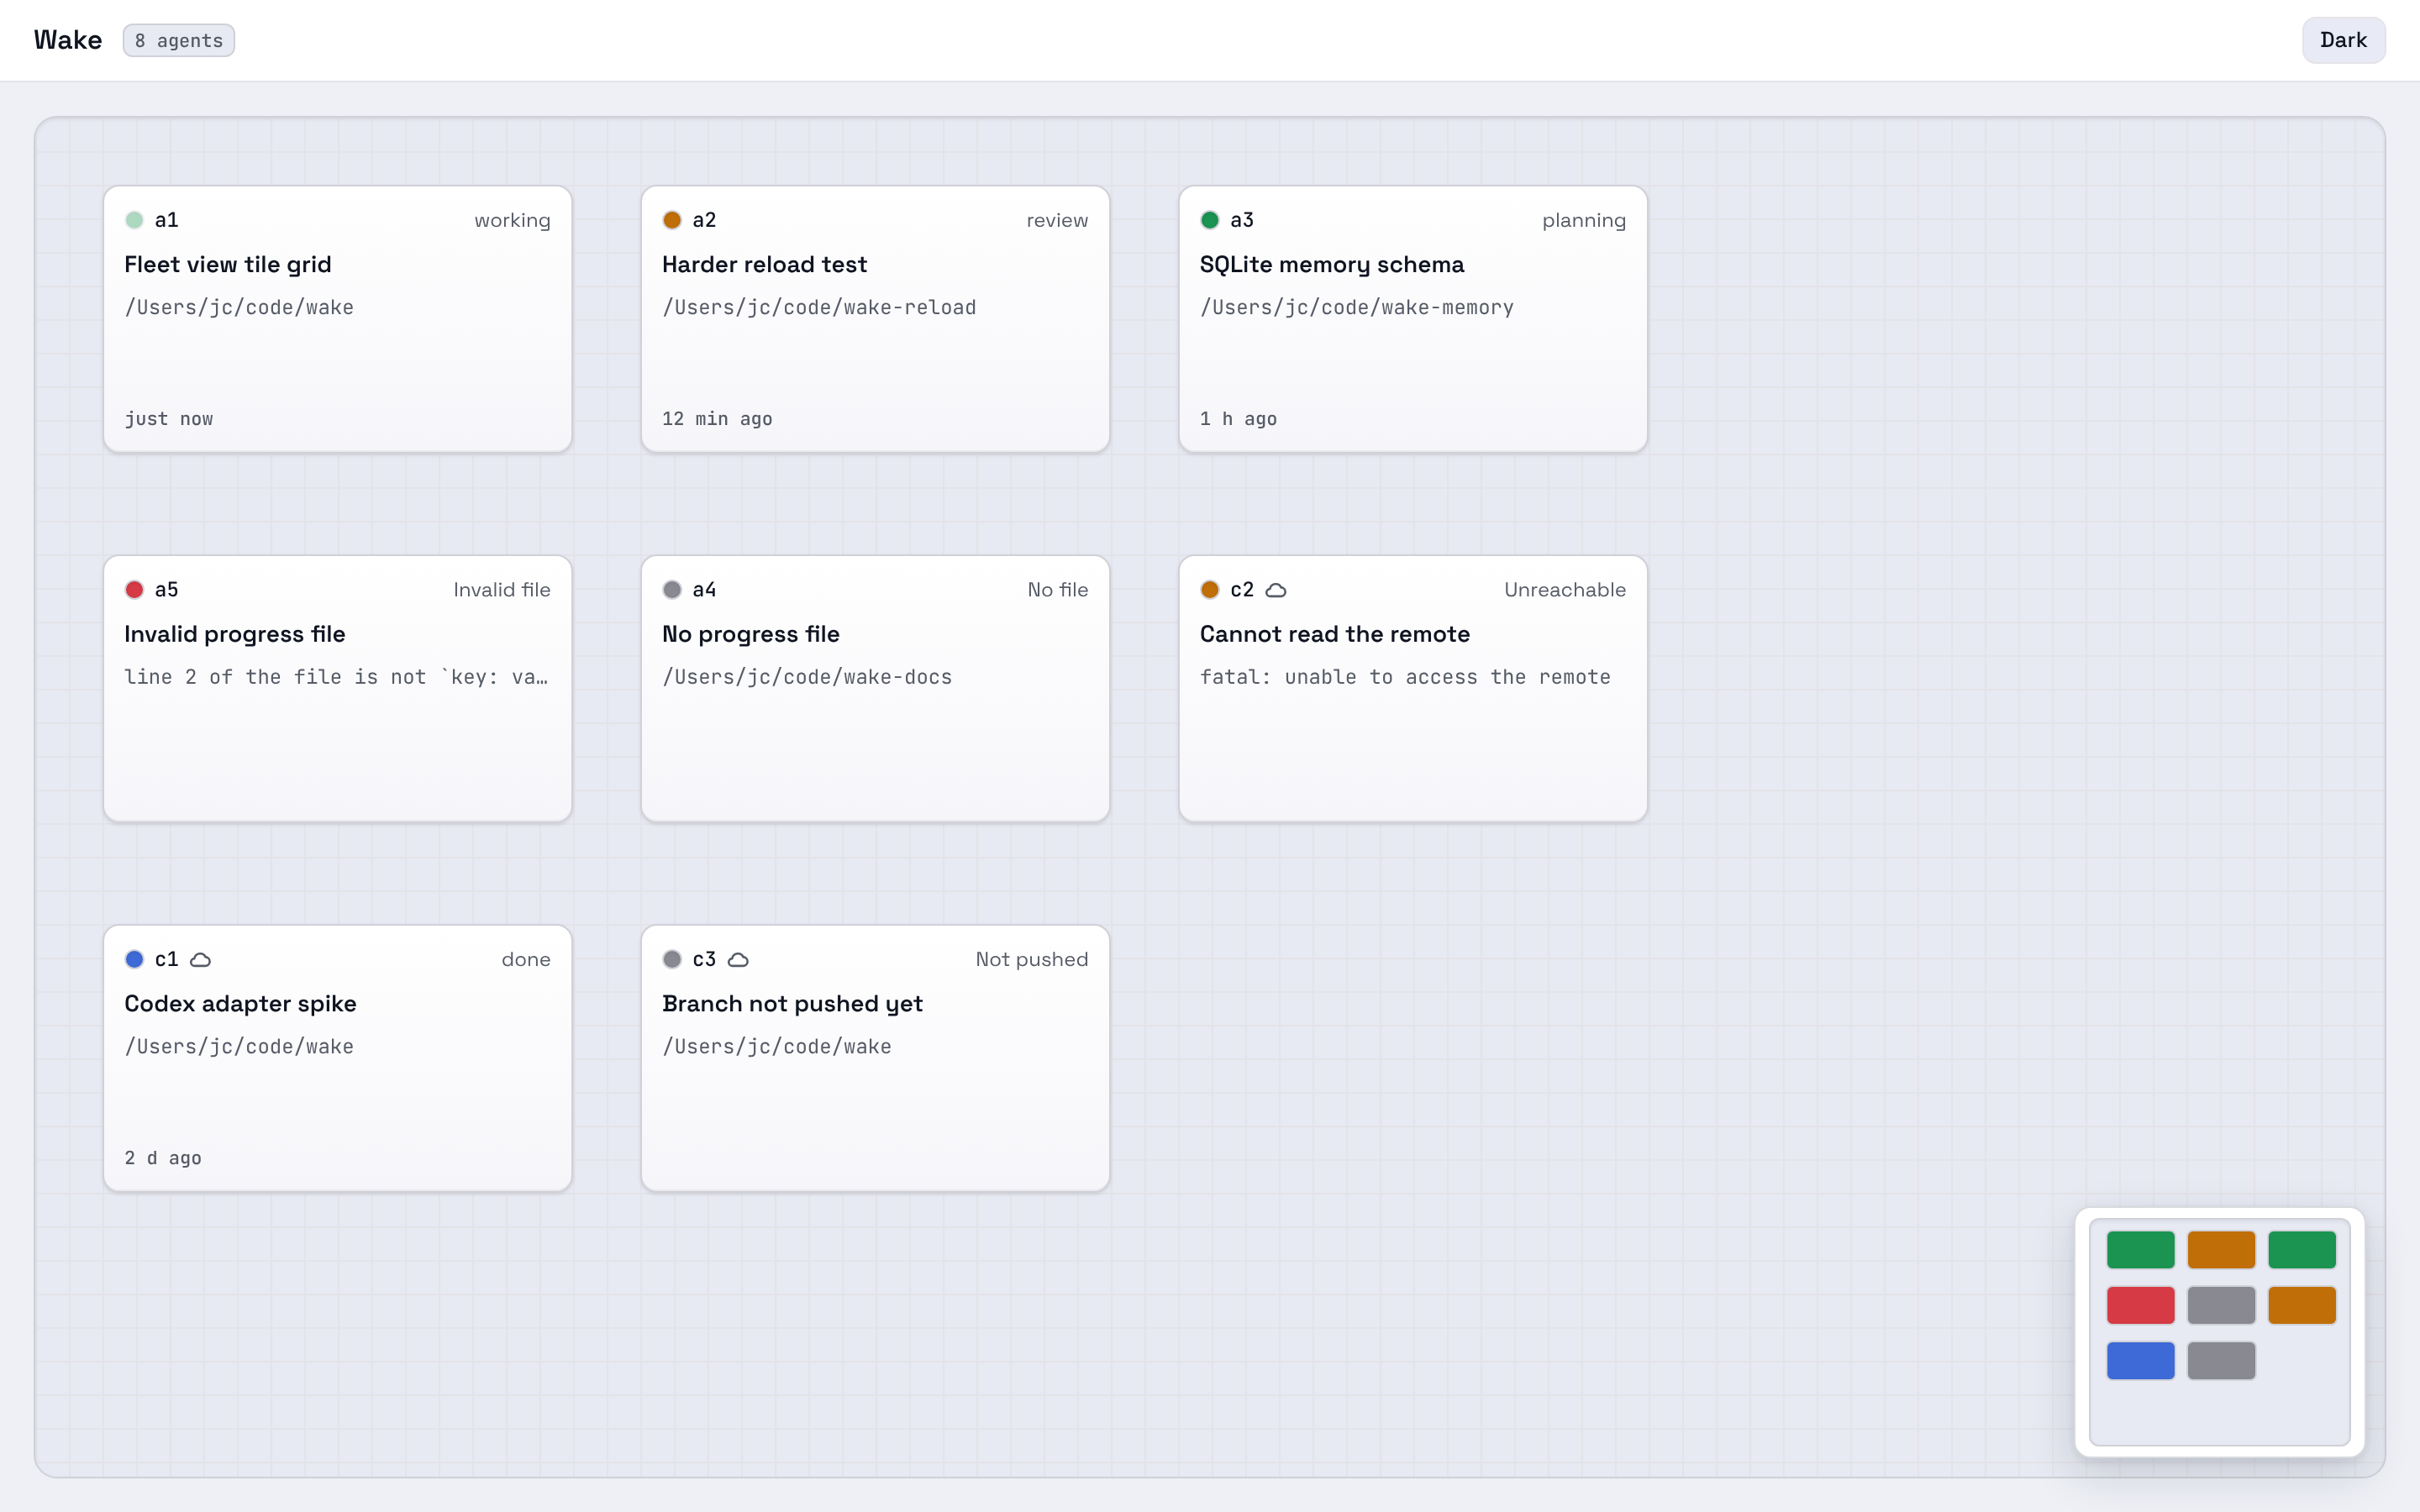 Wake
8 agents
Dark
a1
working
Fleet view tile grid
/Users/jc/code/wake
just now
a2
review
Harder reload test
/Users/jc/code/wake-reload
12 min ago
a3
planning
SQLite memory schema
/Users/jc/code/wake-memory
1 h ago
a5
Invalid file
Invalid progress file
line 2 of the file is not `key: va…
a4
No file
No progress file
/Users/jc/code/wake-docs
c2
Unreachable
Cannot read the remote
fatal: unable to access the remote
c1
done
Codex adapter spike
/Users/jc/code/wake
2 d ago
c3
Not pushed
Branch not pushed yet
/Users/jc/code/wake